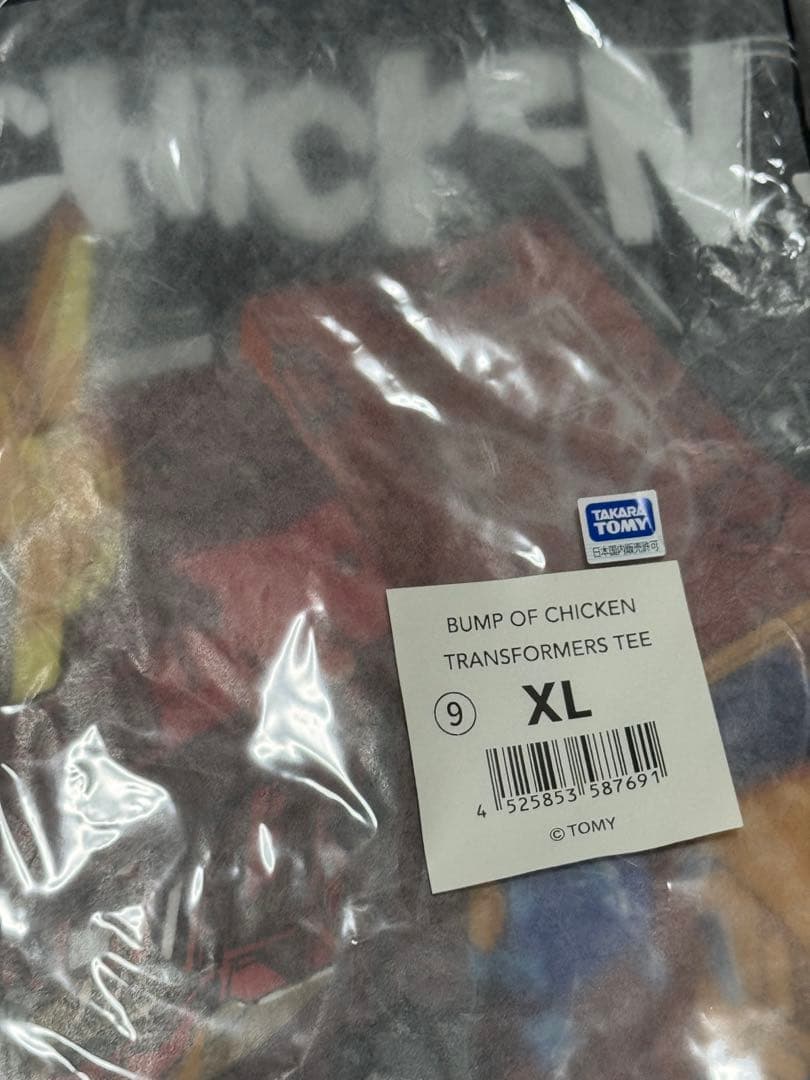 CHICKEN
TAKARA
TOMY
日本国内販売許可
BUMP OF CHICKEN
TRANSFORMERS TEE
9 XL
4 525853 587691
© TOMY